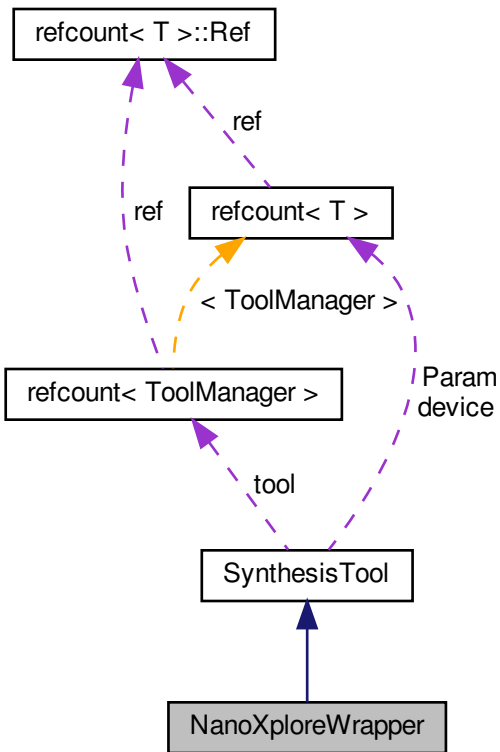 refcount< T >::Ref
ref
ref
refcount< T >
< ToolManager >
refcount< ToolManager >
Param
device
tool
SynthesisTool
NanoXploreWrapper